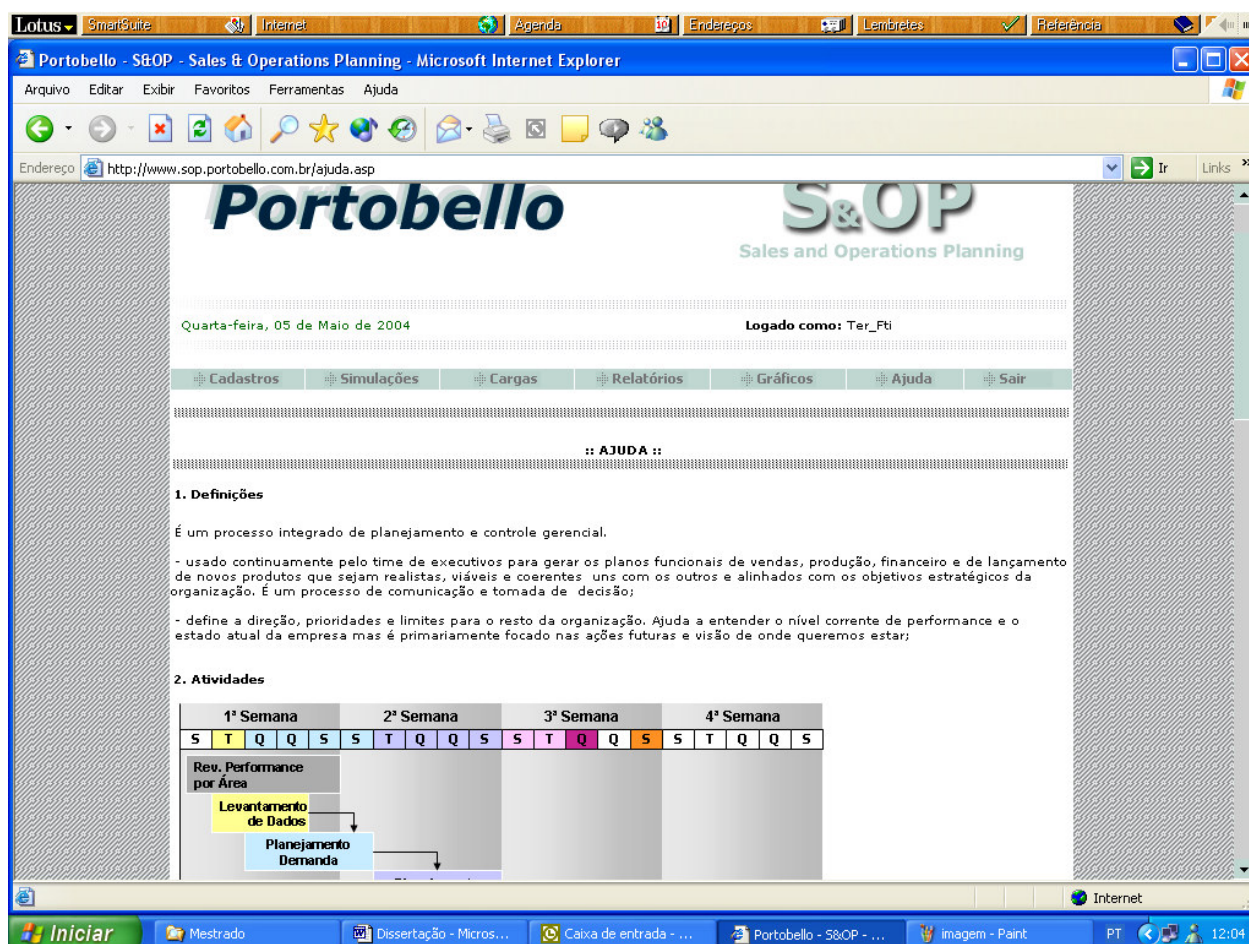 Lotus SmartSuite Internet Agenda 10 Endereços Lembretes Referência
Portobello - S&OP - Sales & Operations Planning - Microsoft Internet Explorer
Arquivo Editar Exibir Favoritos Ferramentas Ajuda
Endereço http://www.sop.portobello.com.br/ajuda.asp Ir Links »
Portobello S&OP
Sales and Operations Planning
Quarta-feira, 05 de Maio de 2004 Logado como: Ter_Fti
Cadastros Simulações Cargas Relatórios Gráficos Ajuda Sair
:: AJUDA ::
1. Definições
É um processo integrado de planejamento e controle gerencial.
- usado continuamente pelo time de executivos para gerar os planos funcionais de vendas, produção, financeiro e de lançamento
de novos produtos que sejam realistas, viáveis e coerentes uns com os outros e alinhados com os objetivos estratégicos da
organização. É um processo de comunicação e tomada de decisão;
- define a direção, prioridades e limites para o resto da organização. Ajuda a entender o nível corrente de performance e o
estado atual da empresa mas é primariamente focado nas ações futuras e visão de onde queremos estar;
2. Atividades
1ª Semana 2ª Semana 3ª Semana 4ª Semana
S T Q Q S S T Q Q S S T Q Q S S T Q Q S
Rev. Performance
por Área
Levantamento
de Dados
Planejamento
Demanda
Internet
Iniciar Mestrado Dissertação - Micros... Caixa de entrada - ... Portobello - S&OP - ... imagem - Paint PT 12:04